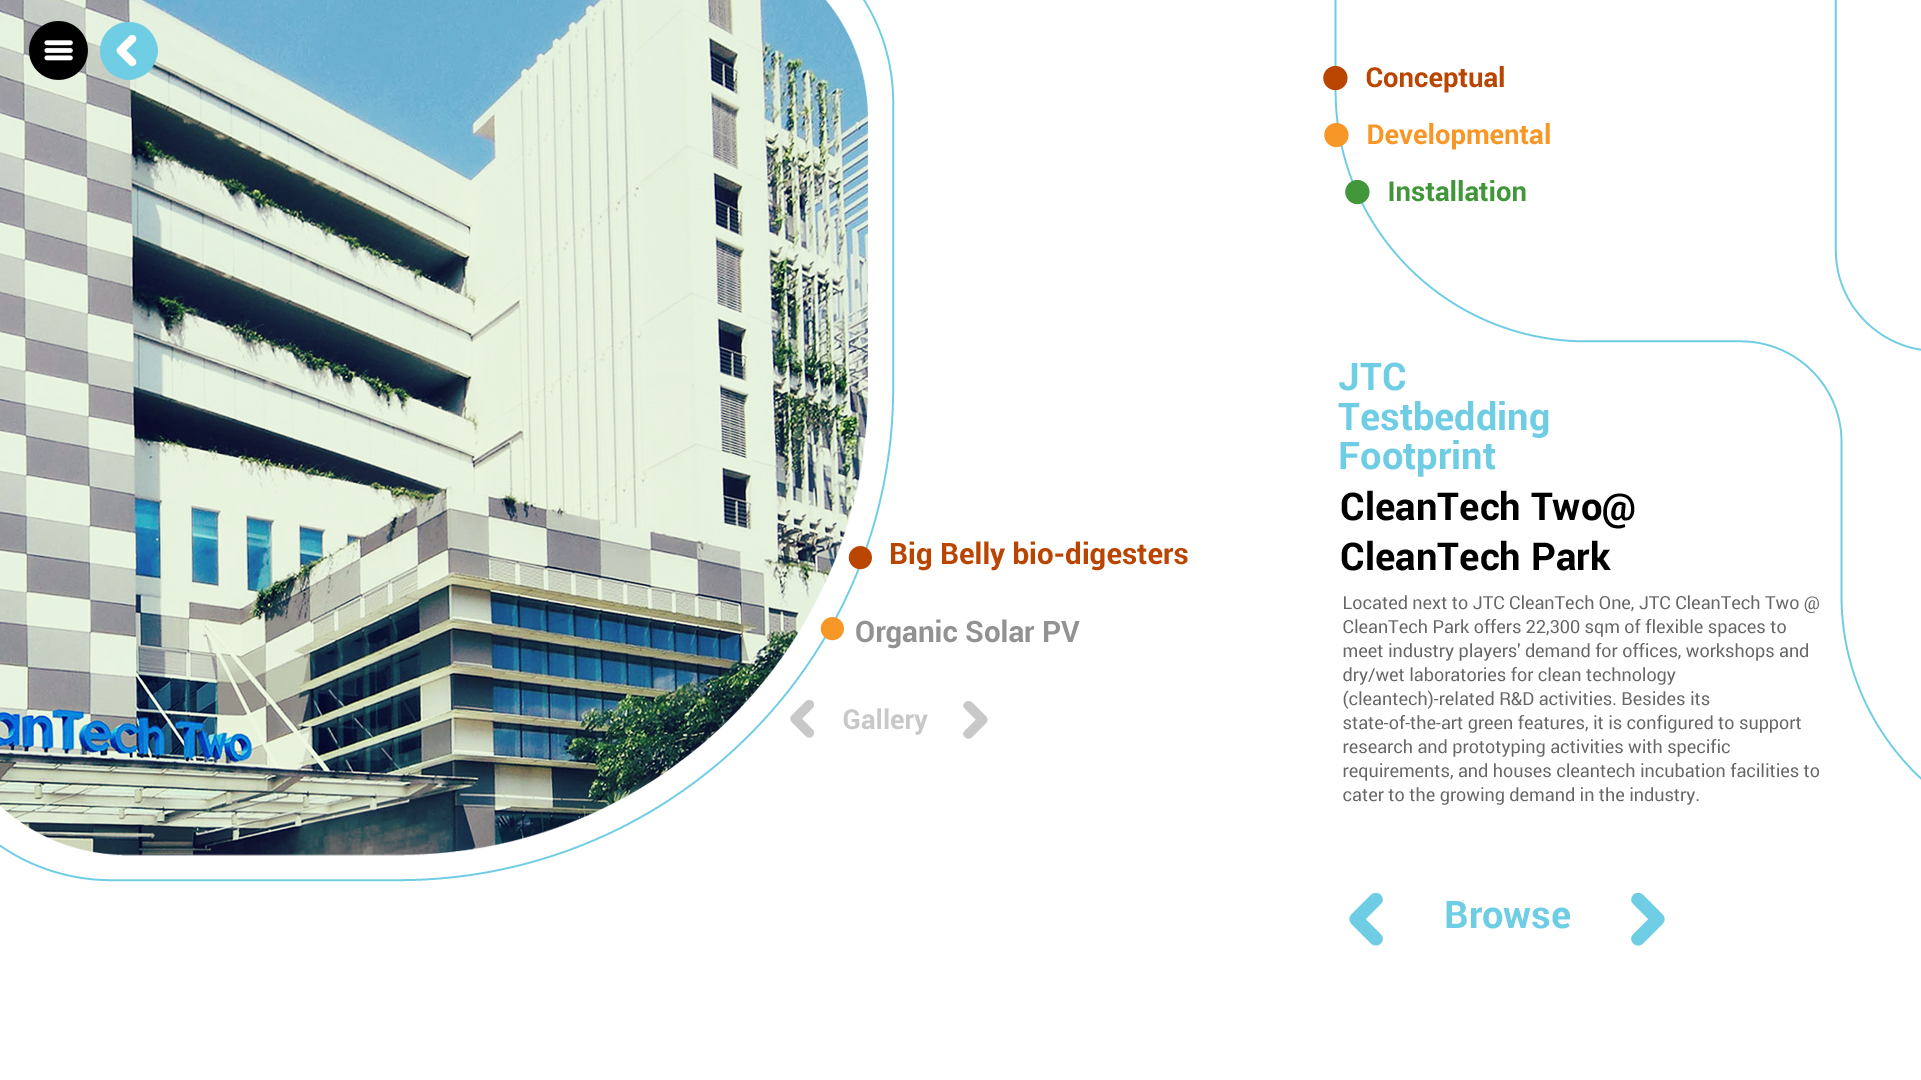 Conceptual
Developmental
Installation
JTC
Testbedding
Footprint
CleanTech Two@
CleanTech Park
Located next to JTC CleanTech One, JTC CleanTech Two @
CleanTech Park offers 22,300 sqm of flexible spaces to
meet industry players' demand for offices, workshops and
dry/wet laboratories for clean technology
(cleantech)-related R&D activities. Besides its
state-of-the-art green features, it is configured to support
research and prototyping activities with specific
requirements, and houses cleantech incubation facilities to
cater to the growing demand in the industry.
Browse
Big Belly bio-digesters
Organic Solar PV
Gallery
anTech Two